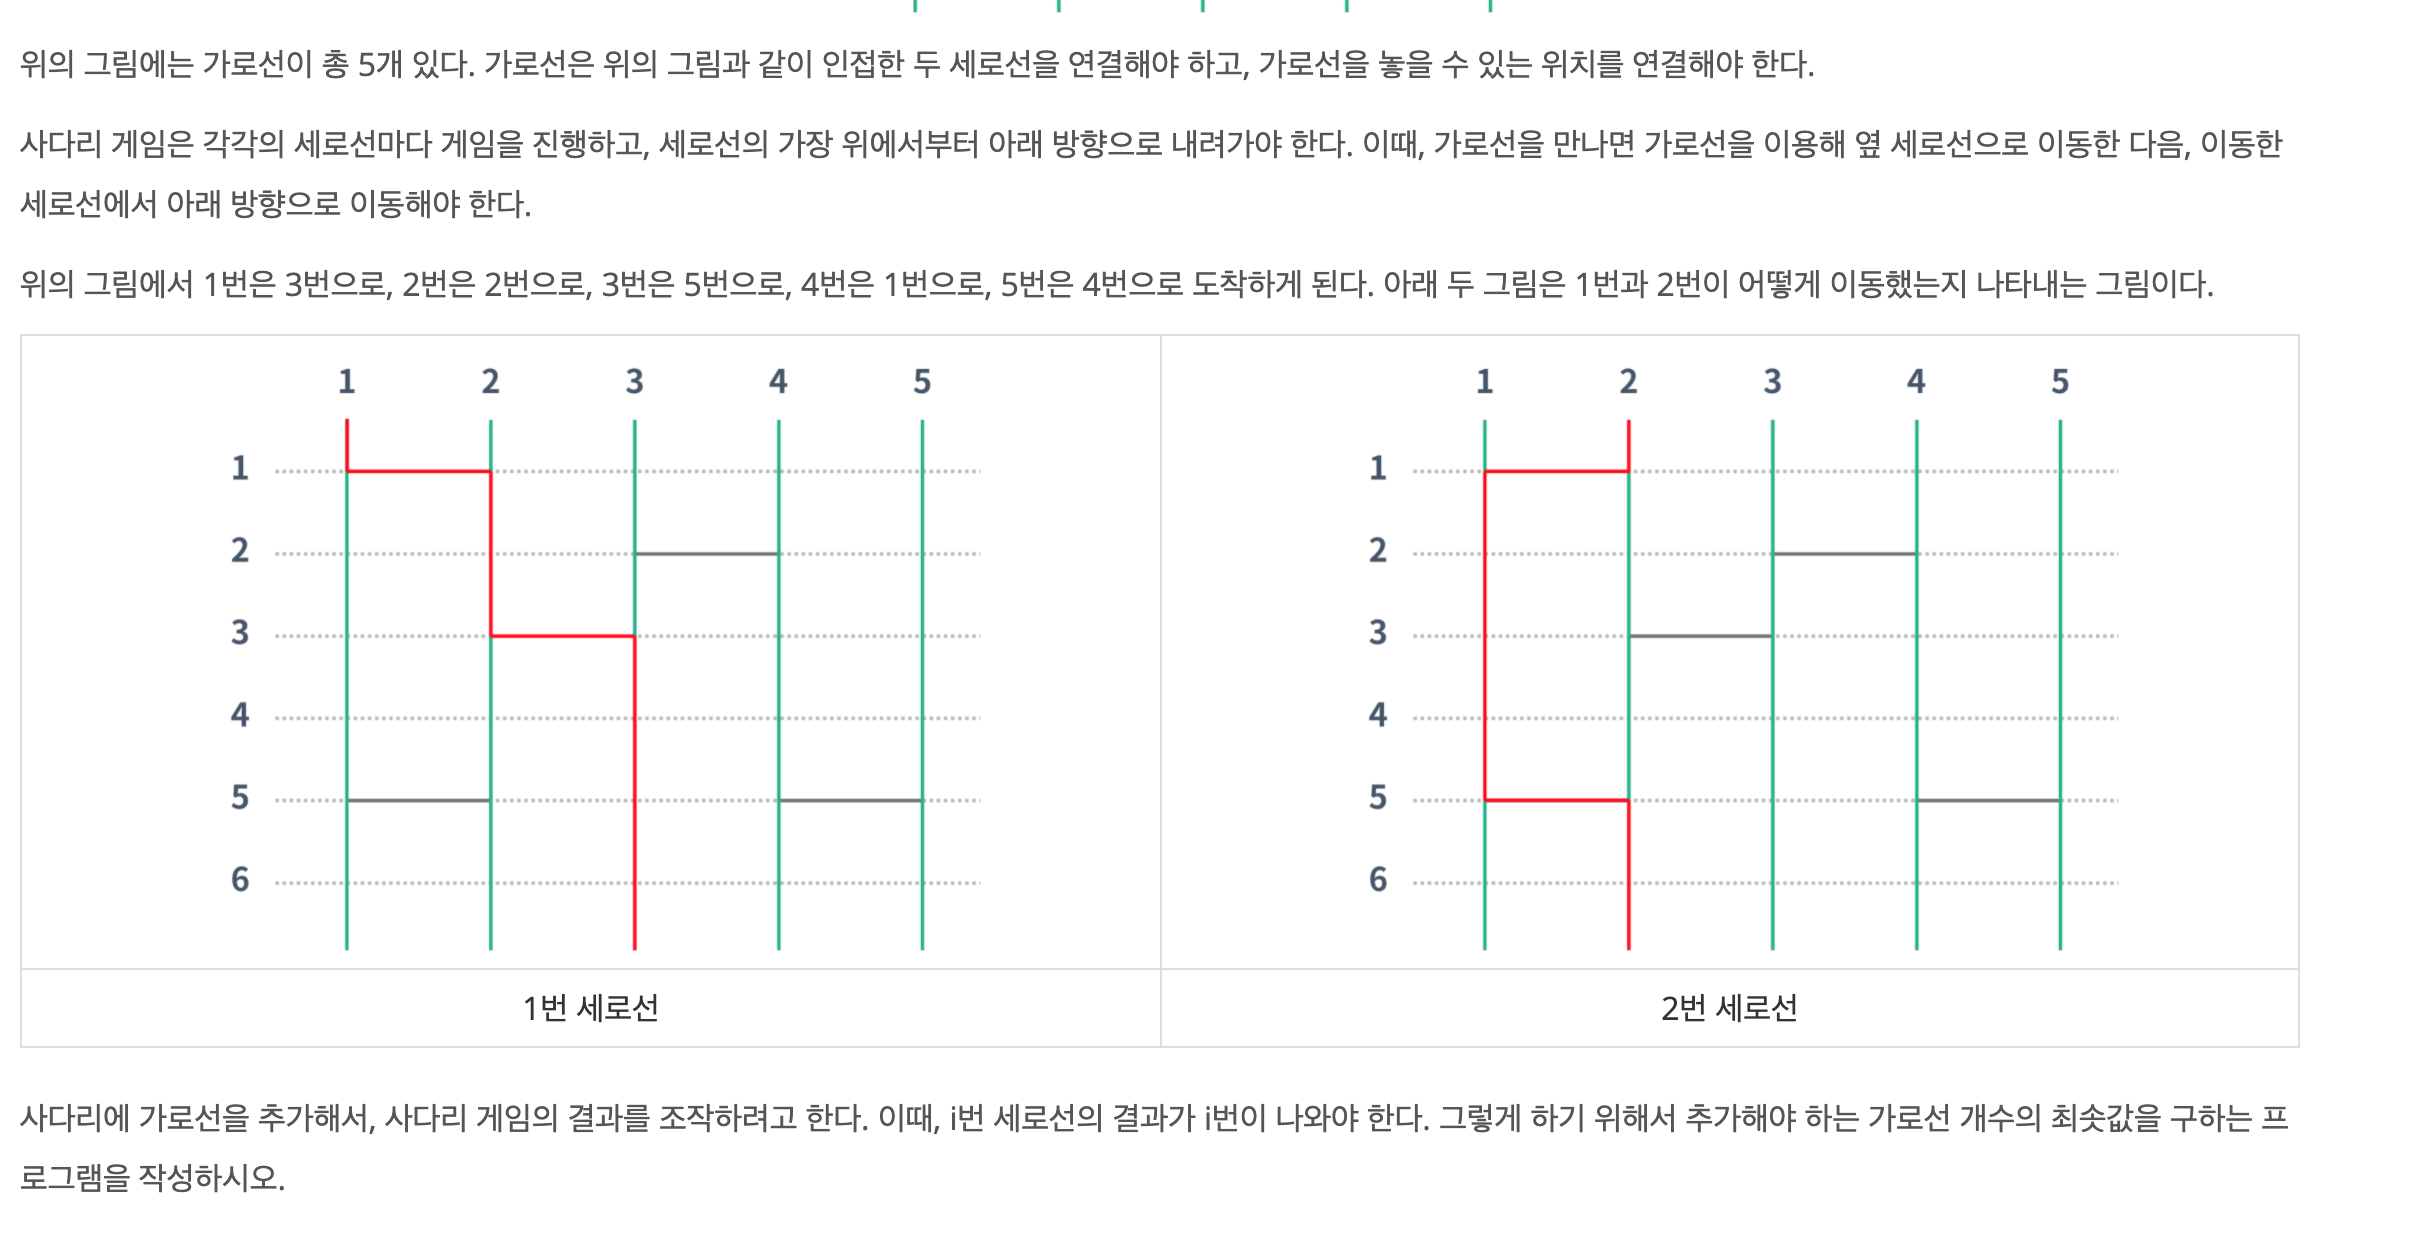 위의 그림에는 가로선이 총 5개 있다. 가로선은 위의 그림과 같이 인접한 두 세로선을 연결해야 하고, 가로선을 놓을 수 있는 위치를 연결해야 한다.
사다리 게임은 각각의 세로선마다 게임을 진행하고, 세로선의 가장 위에서부터 아래 방향으로 내려가야 한다. 이때, 가로선을 만나면 가로선을 이용해 옆 세로선으로 이동한 다음, 이동한
세로선에서 아래 방향으로 이동해야 한다.
위의 그림에서 1번은 3번으로, 2번은 2번으로, 3번은 5번으로, 4번은 1번으로, 5번은 4번으로 도착하게 된다. 아래 두 그림은 1번과 2번이 어떻게 이동했는지 나타내는 그림이다.
1 2 3 4 5
1
2
3
4
5
6
1번 세로선
1 2 3 4 5
1
2
3
4
5
6
2번 세로선
사다리에 가로선을 추가해서, 사다리 게임의 결과를 조작하려고 한다. 이때, i번 세로선의 결과가 i번이 나와야 한다. 그렇게 하기 위해서 추가해야 하는 가로선 개수의 최솟값을 구하는 프
로그램을 작성하시오.